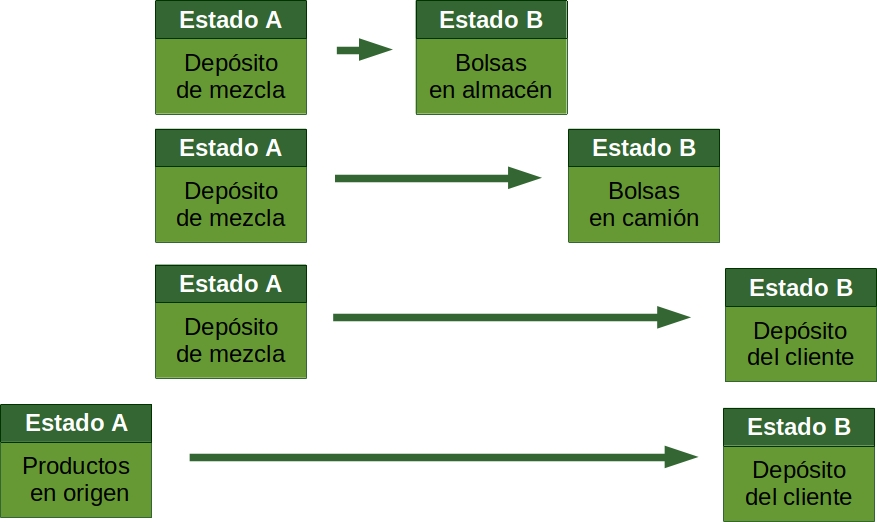 Estado A
Estado B
Depósito
de mezcla
Bolsas
en almacén
Estado A
Estado B
Depósito
de mezcla
Bolsas
en camión
Estado A
Estado B
Depósito
de mezcla
Depósito
del cliente
Estado A
Estado B
Productos
en origen
Depósito
del cliente